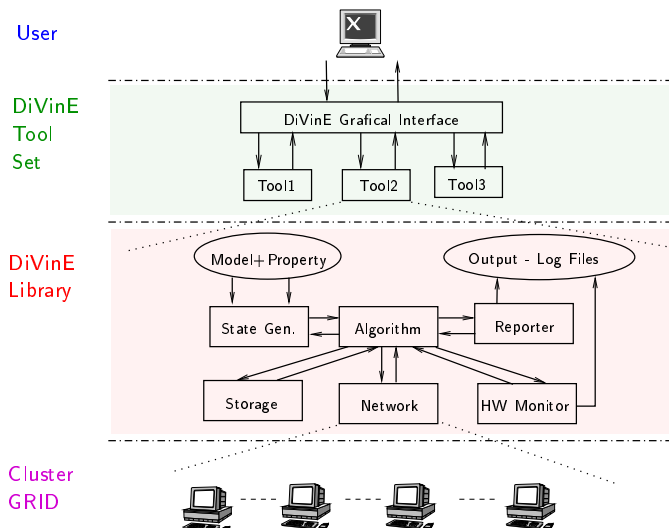 User
X
DiVinE
Tool
Set
DiVinE Grafical Interface
Tool1
Tool2
Tool3
DiVinE
Library
Model+Property
Output - Log Files
State Gen.
Algorithm
Reporter
Storage
Network
HW Monitor
Cluster
GRID